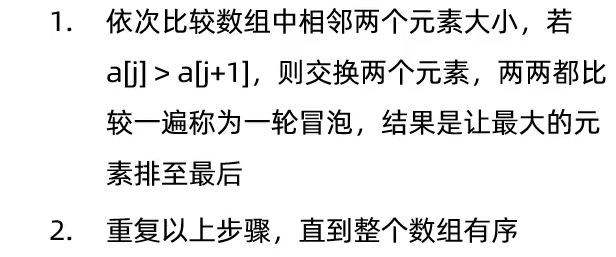 1. 依次比较数组中相邻两个元素大小，若
a[j] > a[j+1]，则交换两个元素，两两都比
较一遍称为一轮冒泡，结果是让最大的元
素排至最后
2. 重复以上步骤，直到整个数组有序